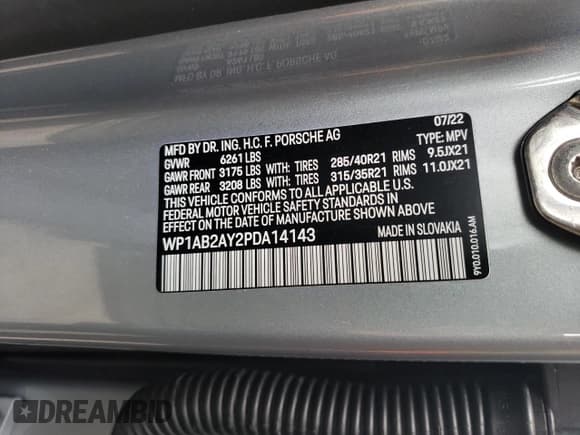 MFD BY DR. ING. H.C. F. PORSCHE AG 07/22
GVWR 6261 LBS TYPE: MPV
GAWR FRONT 3175 LBS WITH: TIRES 285/40R21 RIMS 9.5JX21
GAWR REAR 3208 LBS WITH: TIRES 315/35R21 RIMS 11.0JX21
THIS VEHICLE CONFORMS TO ALL APPLICABLE U.S.
FEDERAL MOTOR VEHICLE SAFETY STANDARDS IN
EFFECT ON THE DATE OF MANUFACTURE SHOWN ABOVE.
WP1AB2AY2PDA14143 MADE IN SLOVAKIA
9Y0.010.016.AM
DREAMBID